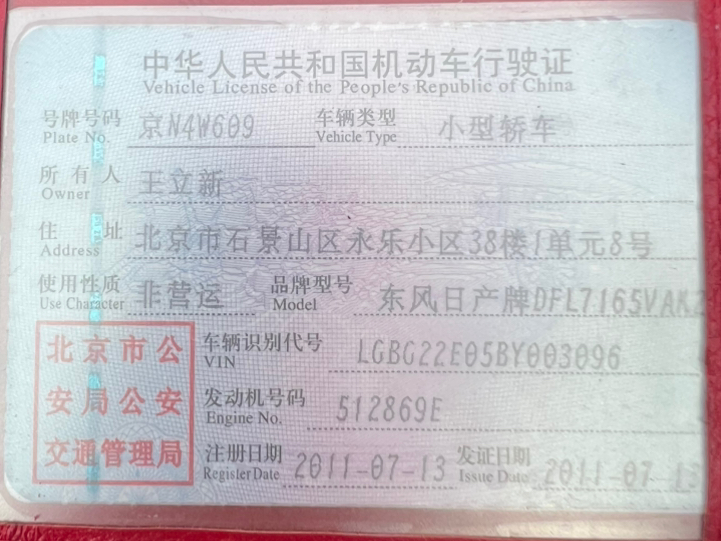 中华人民共和国机动车行驶证
Vehicle License of the People's Republic of China
号牌号码 京N4W609 车辆类型 小型轿车
Plate No. Vehicle Type
所有人 王立新
Owner
住址 北京市石景山区永乐小区38楼1单元8号
Address
使用性质 非营运 品牌型号 东风日产牌DFL7165VAK2
Use Character Model
北京市公安局公安交通管理局
车辆识别代号 LGBG22E05BY003096
VIN
发动机号码 512869E
Engine No.
注册日期 2011-07-13 发证日期 2011-07-13
Register Date Issue Date